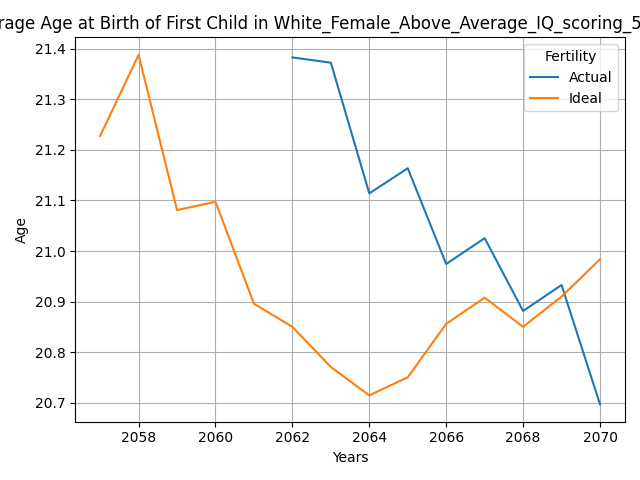 Average Age at Birth of First Child in White_Female_Above_Average_IQ_scoring_5
Fertility
Actual
Ideal
21.4
21.3
21.2
21.1
21.0
20.9
20.8
20.7
Age
2058 2060 2062 2064 2066 2068 2070
Years